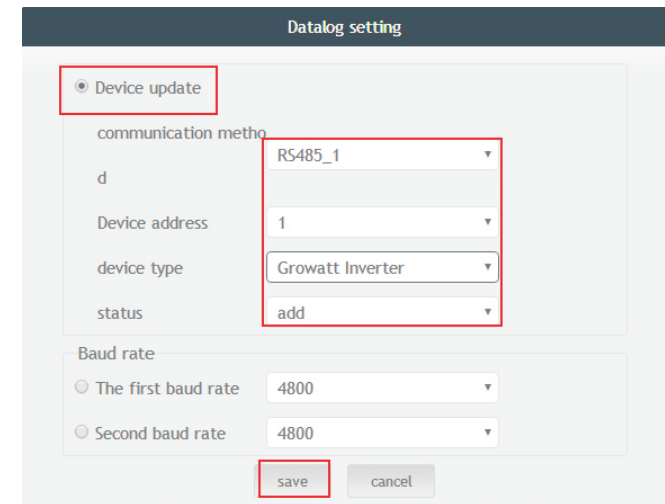 Datalog setting
Device update
communication metho
d
RS485_1
Device address 1
device type Growatt Inverter
status add
Baud rate
The first baud rate 4800
Second baud rate 4800
save cancel